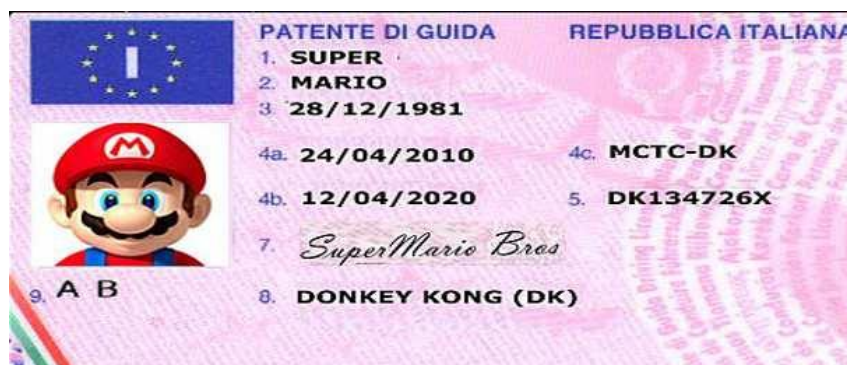 PATENTE DI GUIDA REPUBBLICA ITALIANA
I
1. SUPER
2. MARIO
3 28/12/1981
M
4a. 24/04/2010 4c. MCTC-DK
4b. 12/04/2020 5. DK134726X
7. SuperMario Bros
9. A B 8. DONKEY KONG (DK)